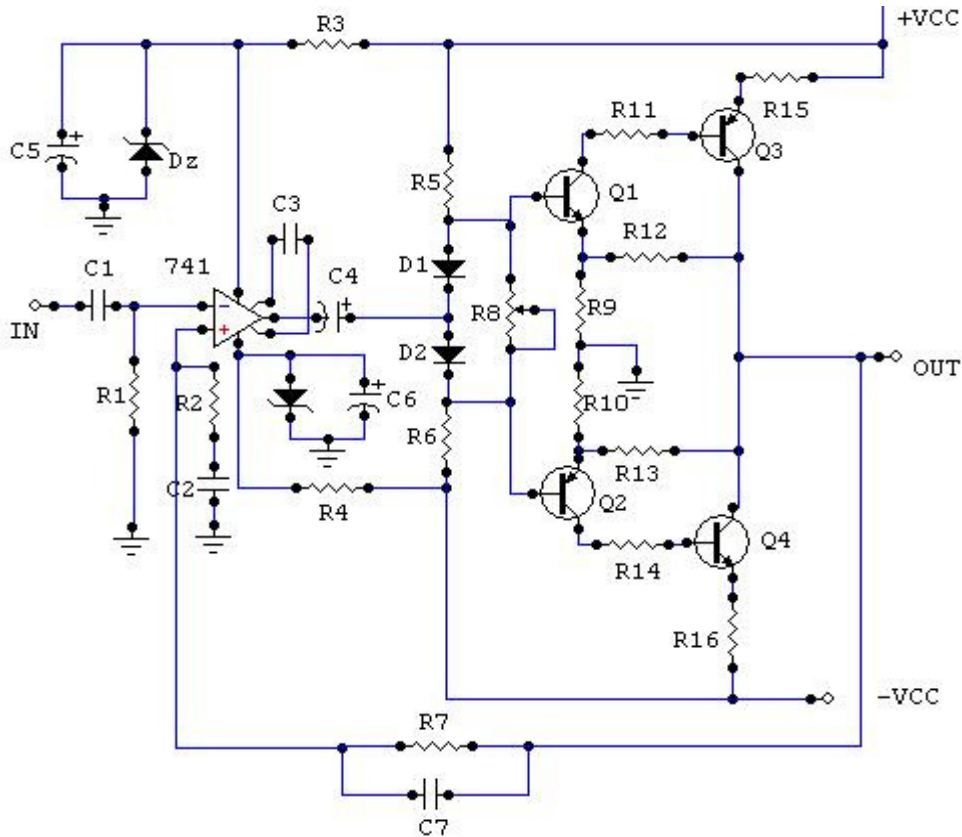 +VCC
R3
R15
R11
C5
Dz
Q3
R5
Q1
C3
R12
C1
741
C4
D1
R8
R9
IN
−
+
D2
OUT
R1
R2
C6
R10
R6
R13
C2
R4
Q2
Q4
R14
R16
-VCC
R7
C7